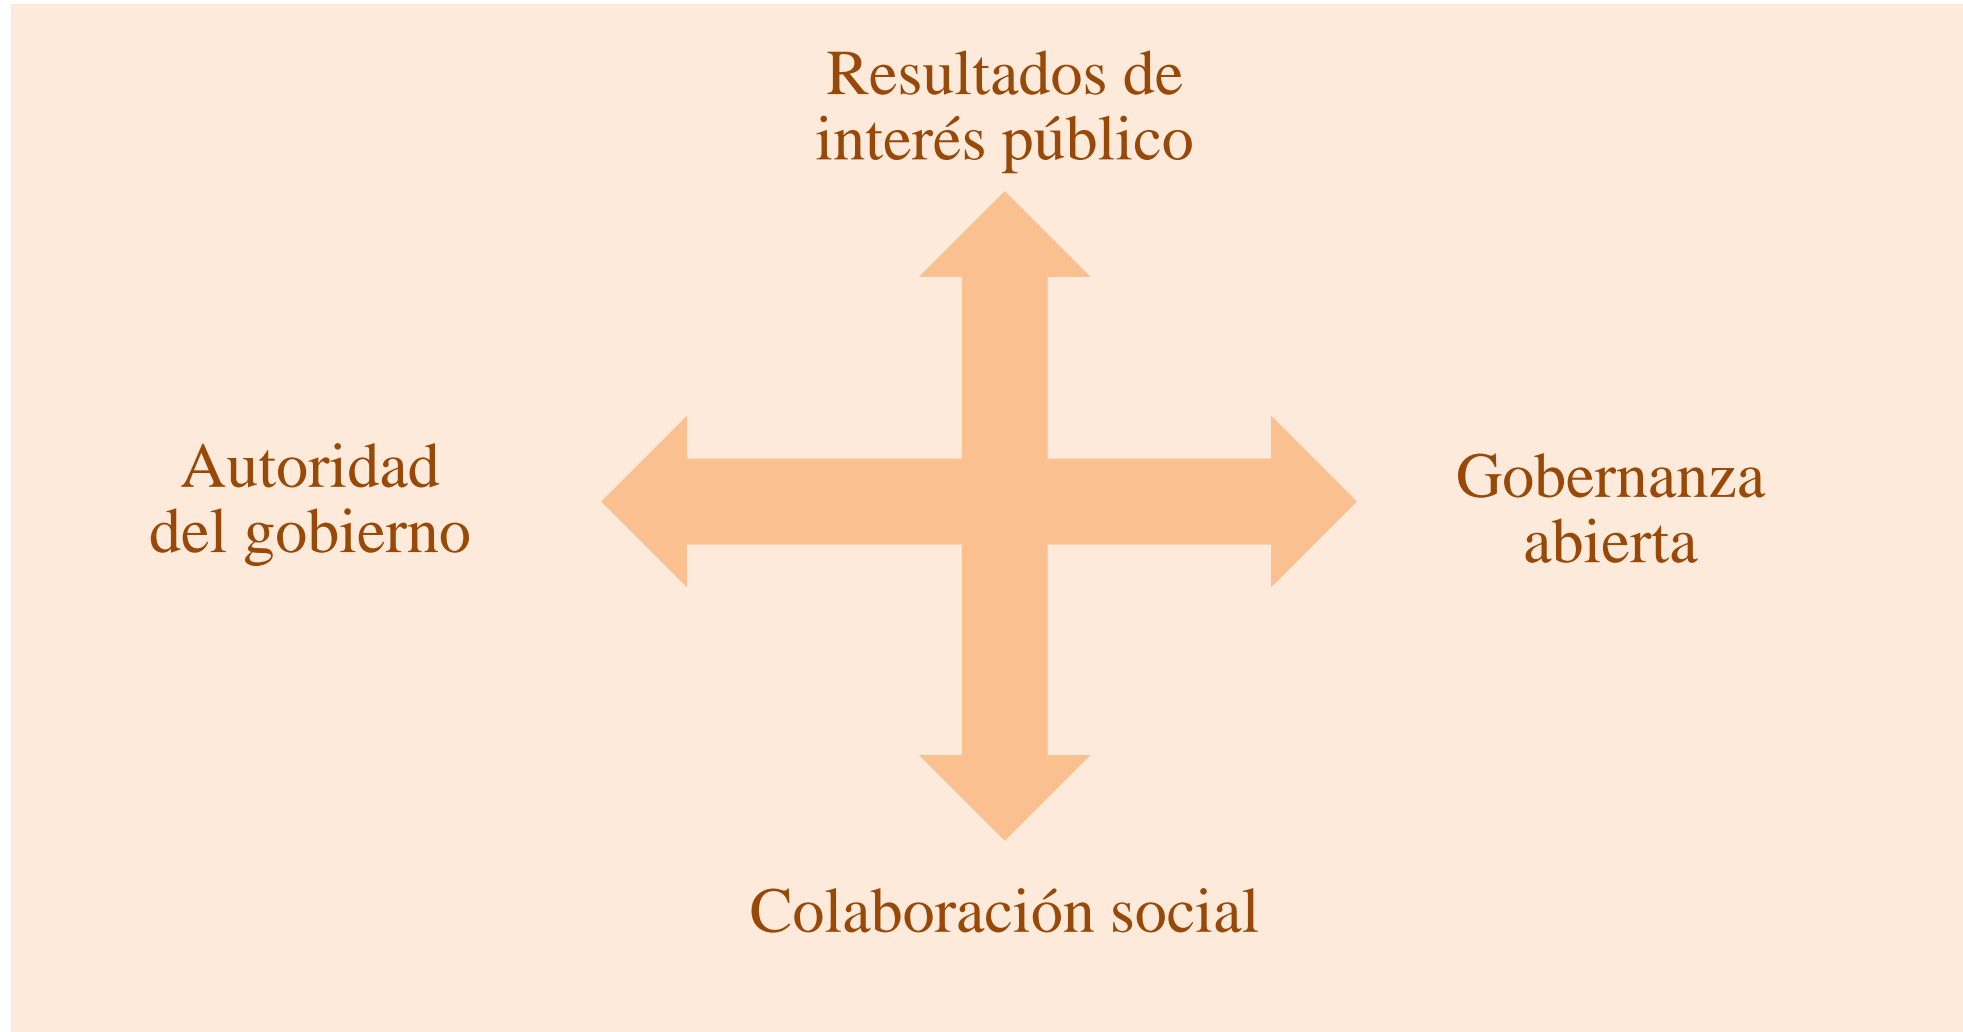 Resultados de
interés público
Autoridad
del gobierno
Gobernanza
abierta
Colaboración social